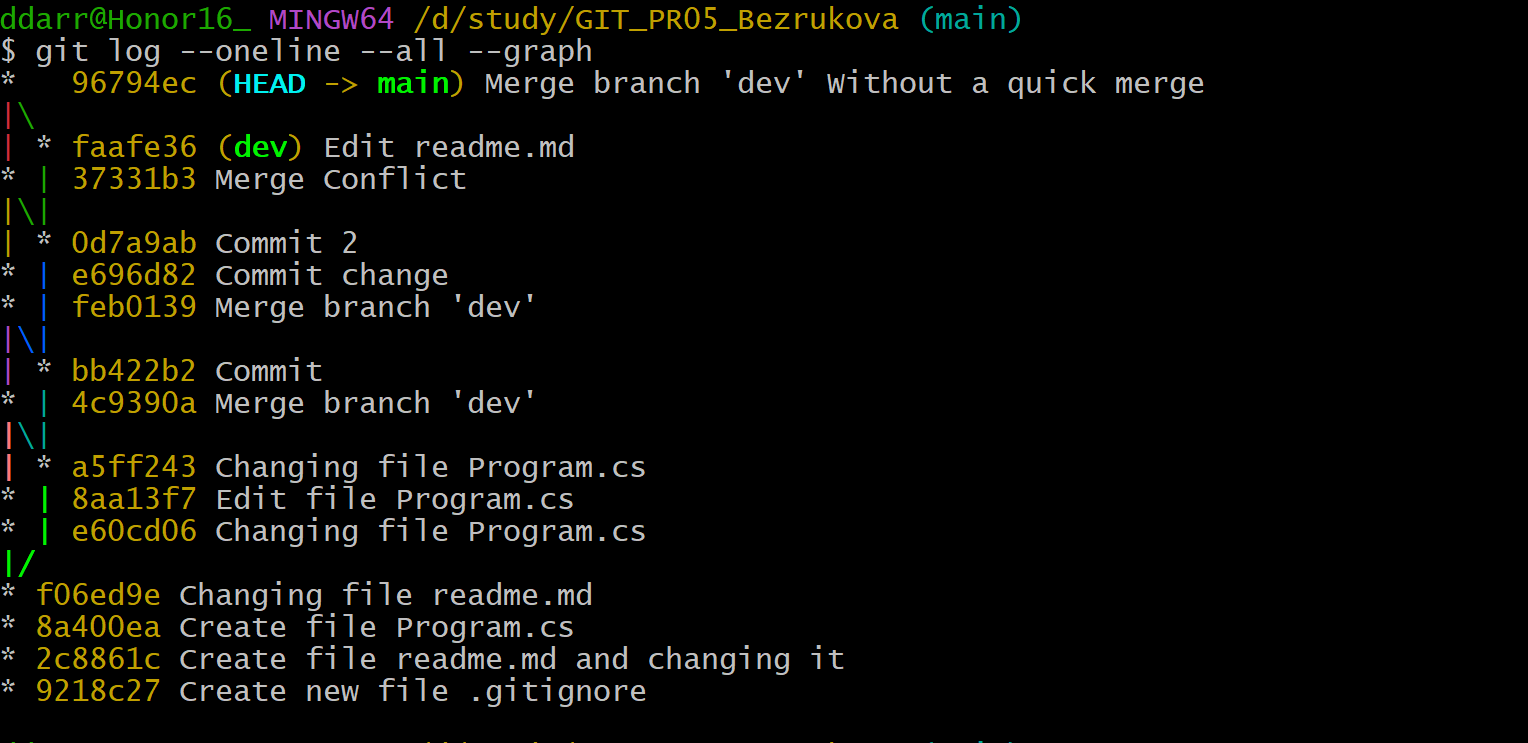 ddarr@Honor16_ MINGW64 /d/study/GIT_PR05_Bezrukova (main)
$ git log --oneline --all --graph
*   96794ec (HEAD -> main) Merge branch 'dev' Without a quick merge
|\
| * faafe36 (dev) Edit readme.md
* | 37331b3 Merge Conflict
|\|
| * 0d7a9ab Commit 2
* | e696d82 Commit change
* | feb0139 Merge branch 'dev'
|\|
| * bb422b2 Commit
* | 4c9390a Merge branch 'dev'
|\|
| * a5ff243 Changing file Program.cs
* | 8aa13f7 Edit file Program.cs
* | e60cd06 Changing file Program.cs
|/
* f06ed9e Changing file readme.md
* 8a400ea Create file Program.cs
* 2c8861c Create file readme.md and changing it
* 9218c27 Create new file .gitignore